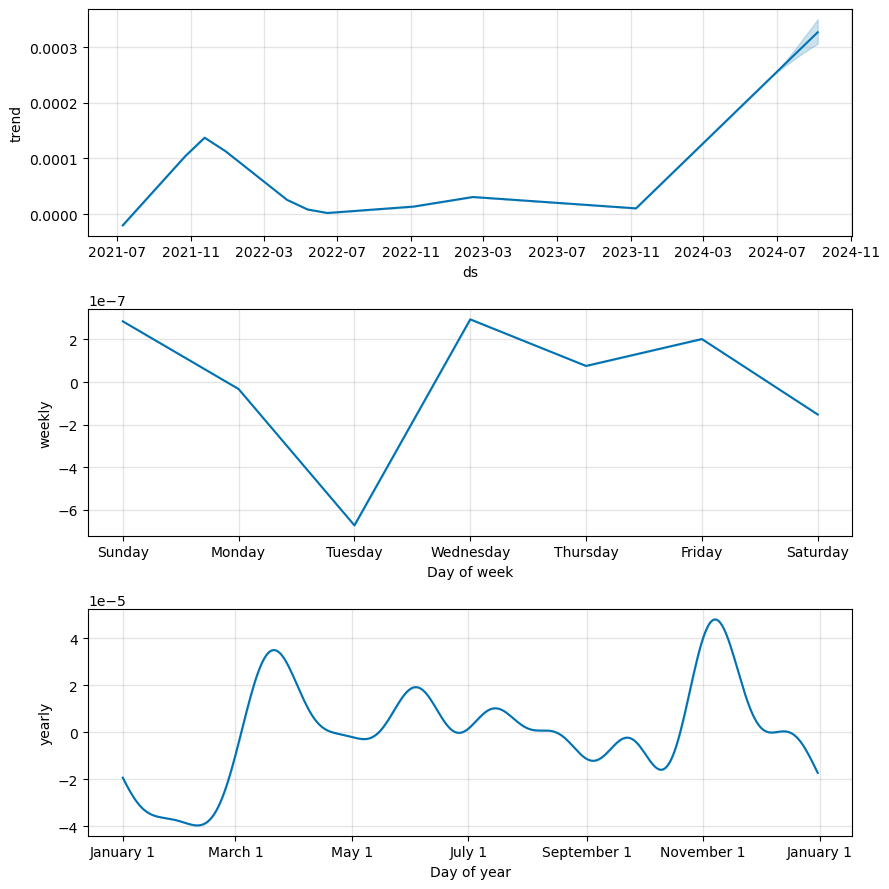 0.0003
0.0002
0.0001
0.0000
trend
2021-07 2021-11 2022-03 2022-07 2022-11 2023-03 2023-07 2023-11 2024-03 2024-07 2024-11
ds
1e−7
2
0
−2
−4
−6
weekly
Sunday Monday Tuesday Wednesday Thursday Friday Saturday
Day of week
1e−5
4
2
0
−2
−4
yearly
January 1 March 1 May 1 July 1 September 1 November 1 January 1
Day of year